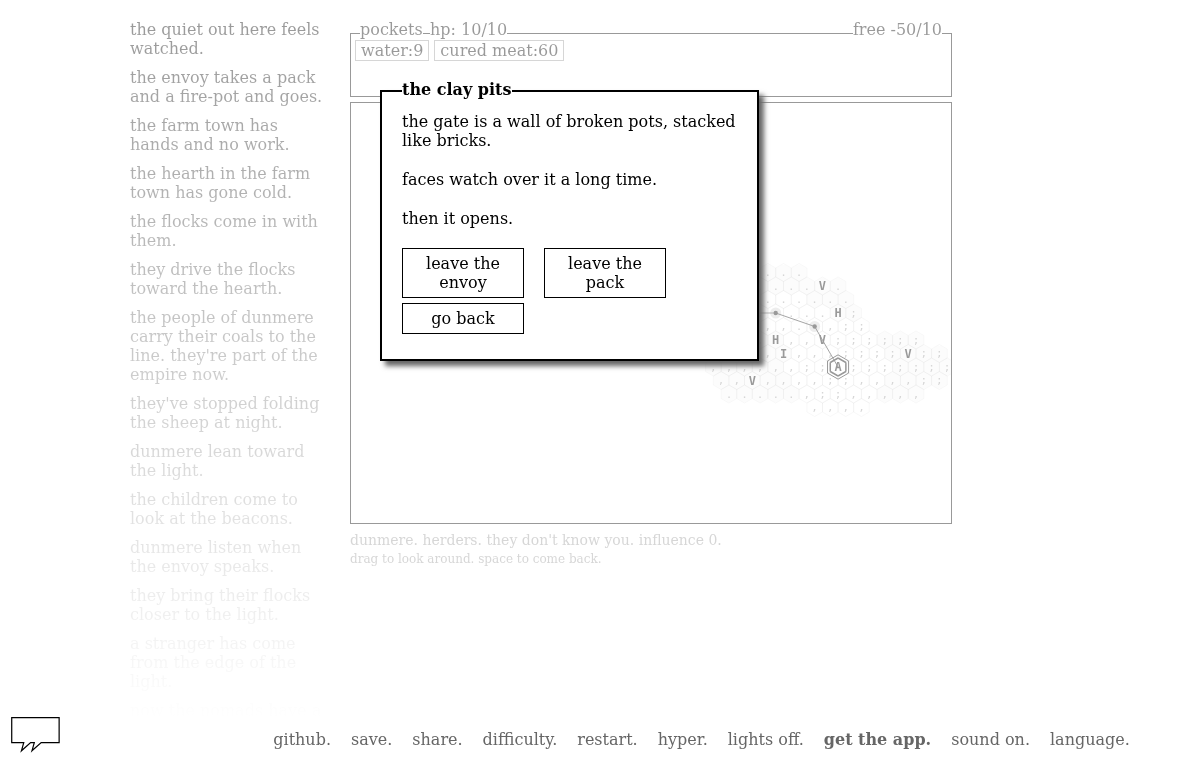 the quiet out here feels
watched.
the envoy takes a pack
and a fire-pot and goes.
the farm town has
hands and no work.
the hearth in the farm
town has gone cold.
the flocks come in with
them.
they drive the flocks
toward the hearth.
the people of dunmere
carry their coals to the
line. they're part of the
empire now.
they've stopped folding
the sheep at night.
dunmere lean toward
the light.
the children come to
look at the beacons.
dunmere listen when
the envoy speaks.
they bring their flocks
closer to the light.
a stranger has come
from the edge of the
light.
pockets hp: 10/10 free -50/10
water:9 cured meat:60
the clay pits
the gate is a wall of broken pots, stacked
like bricks.
faces watch over it a long time.
then it opens.
leave the
envoy
leave the
pack
go back
V
H
H V
I V
A
V
dunmere. herders. they don't know you. influence 0.
drag to look around. space to come back.
github. save. share. difficulty. restart. hyper. lights off. get the app. sound on. language.